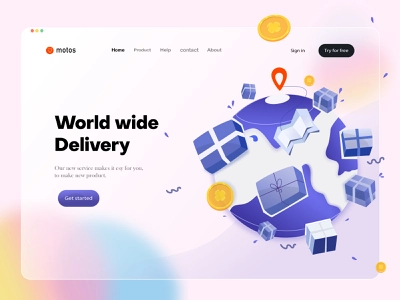 motos
Home Product Help contact About
Sign in
Try for free
World wide
Delivery
Our new service makes it esy for you,
to make new product.
Get started